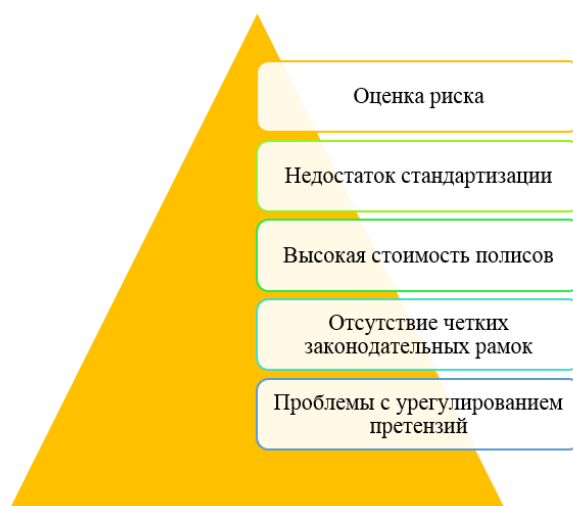 Оценка риска
Недостаток стандартизации
Высокая стоимость полисов
Отсутствие четких
законодательных рамок
Проблемы с урегулированием
претензий